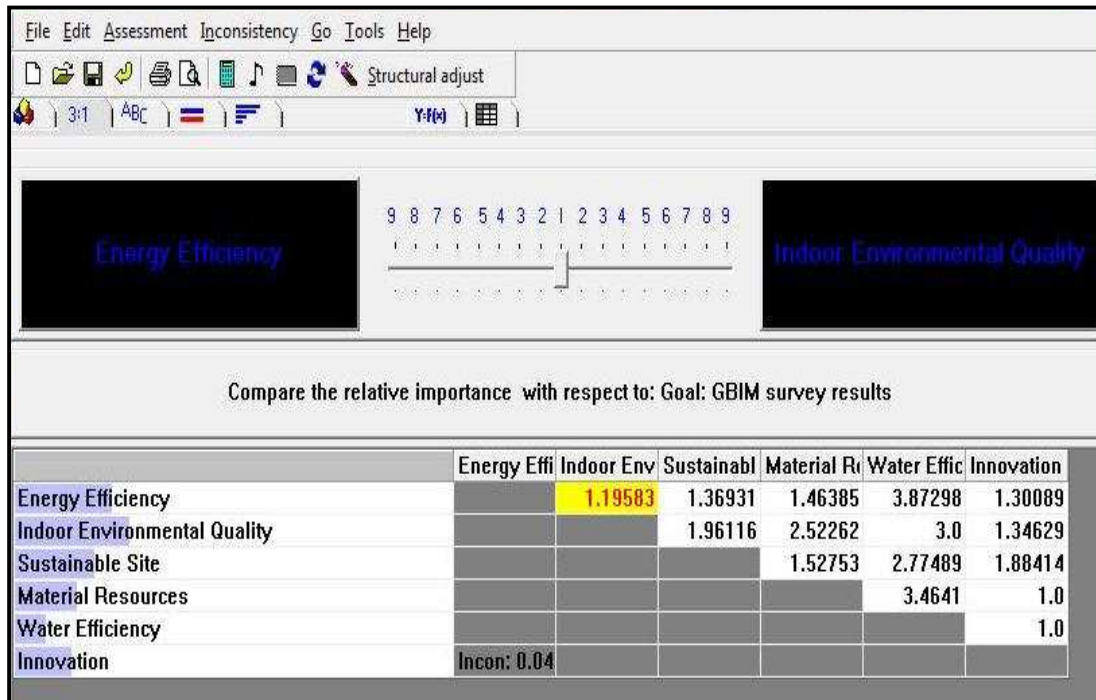 File Edit Assessment Inconsistency Go Tools Help
Structural adjust
3:1 ABC Y=F(x)
9 8 7 6 5 4 3 2 1 2 3 4 5 6 7 8 9
Energy Efficiency Indoor Environmental Quality
Compare the relative importance with respect to: Goal: GBIM survey results
Energy Effi Indoor Env Sustainabl Material R Water Effic Innovation
Energy Efficiency 1.19583 1.36931 1.46385 3.87298 1.30089
Indoor Environmental Quality 1.96116 2.52262 3.0 1.34629
Sustainable Site 1.52753 2.77489 1.88414
Material Resources 3.4641 1.0
Water Efficiency 1.0
Innovation Incon: 0.04